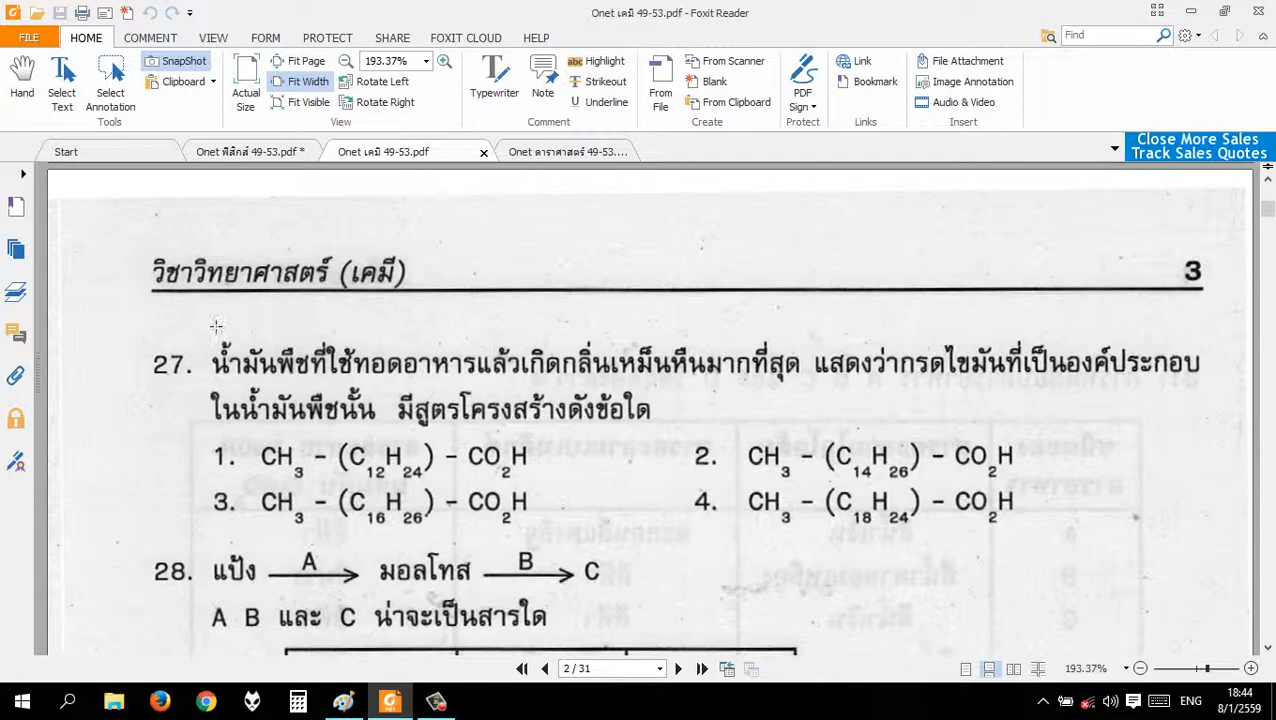 Onet เคมี 49-53.pdf - Foxit Reader
FILE HOME COMMENT VIEW FORM PROTECT SHARE FOXIT CLOUD HELP Find
SnapShot Fit Page 193.37% Highlight From Scanner Link File Attachment
Clipboard Fit Width Rotate Left Strikeout Blank Bookmark Image Annotation
Hand Select Text Select Annotation Actual Size Fit Visible Rotate Right Typewriter Note Underline From File From Clipboard PDF Sign Audio & Video
Tools View Comment Create Protect Links Insert
Start Onet ฟิสิกส์ 49-53.pdf * Onet เคมี 49-53.pdf Onet ดาราศาสตร์ 49-53....
Close More Sales
Track Sales Quotes
วิชาวิทยาศาสตร์ (เคมี) 3
27. น้ำมันพืชที่ใช้ทอดอาหารแล้วเกิดกลิ่นเหม็นหืนมากที่สุด แสดงว่ากรดไขมันที่เป็นองค์ประกอบ
ในน้ำมันพืชนั้น มีสูตรโครงสร้างดังข้อใด
1. CH₃ – (C₁₂H₂₄) – CO₂H 2. CH₃ – (C₁₄H₂₆) – CO₂H
3. CH₃ – (C₁₆H₂₆) – CO₂H 4. CH₃ – (C₁₈H₂₄) – CO₂H
28. แป้ง A มอลโทส B C
A B และ C น่าจะเป็นสารใด
2 / 31 193.37%
ENG 18:44
8/1/2559